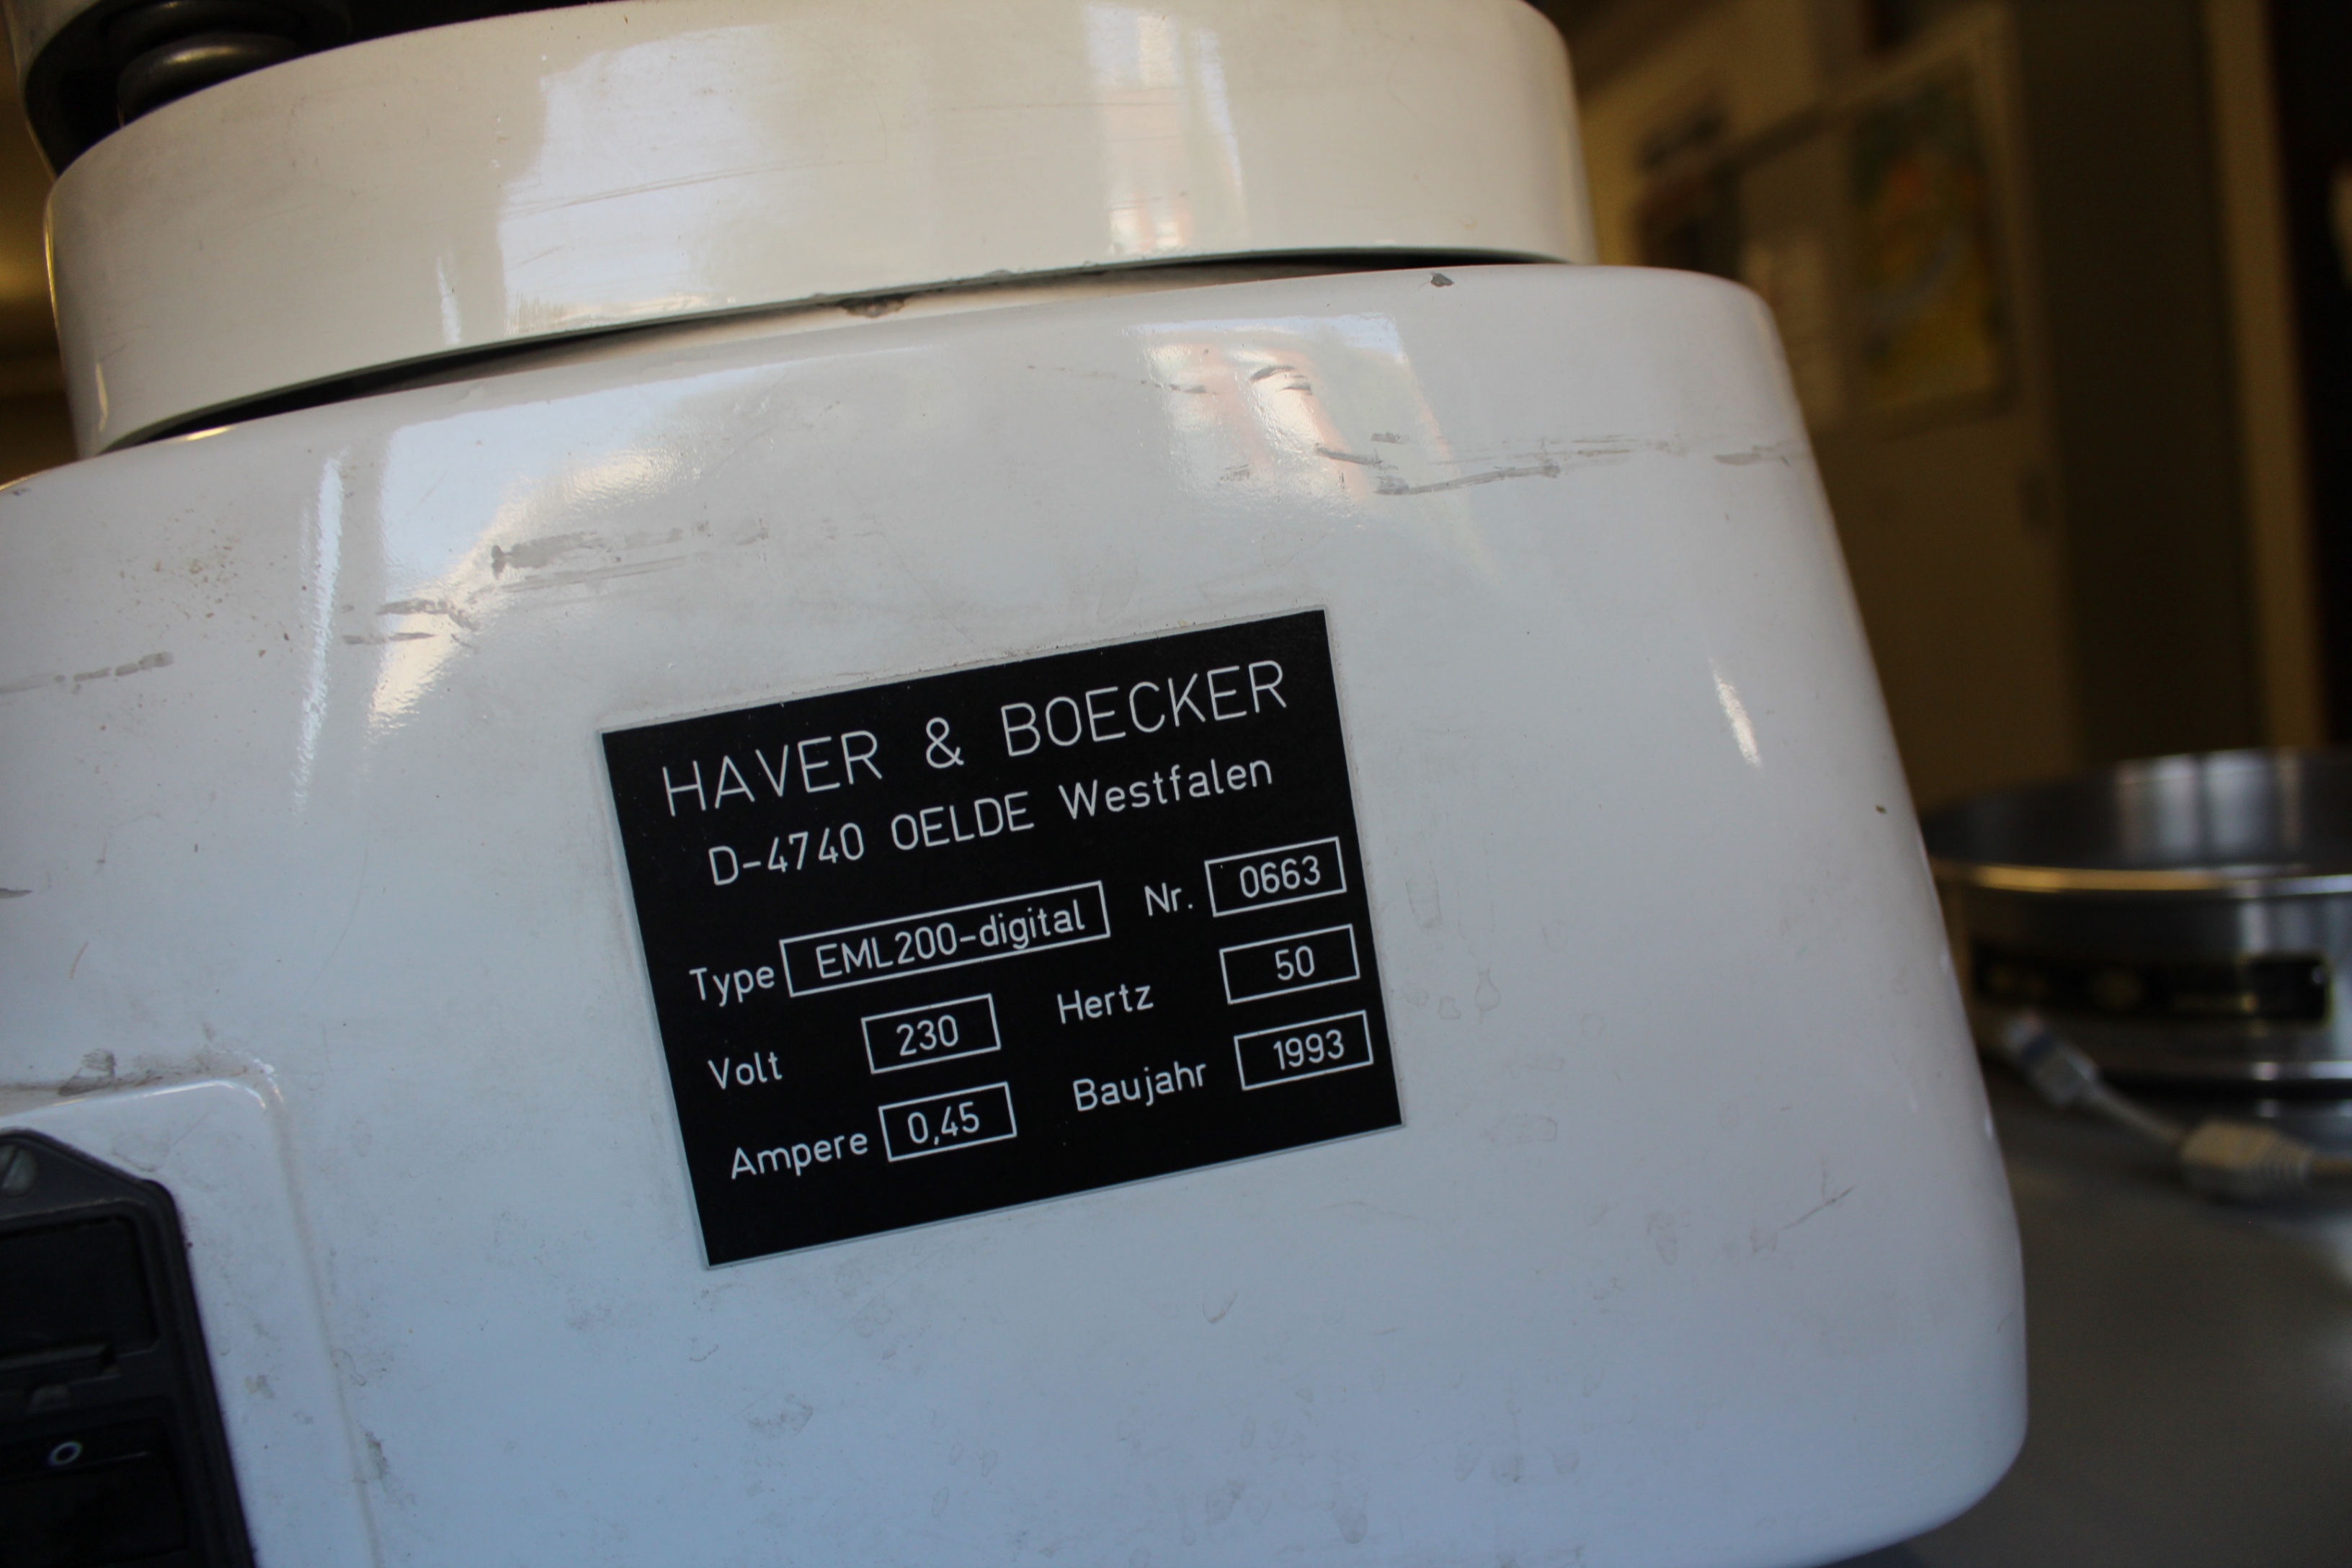 HAVER & BOECKER
D-4740 OELDE Westfalen
Type EML200-digital Nr. 0663
Volt 230 Hertz 50
Ampere 0,45 Baujahr 1993